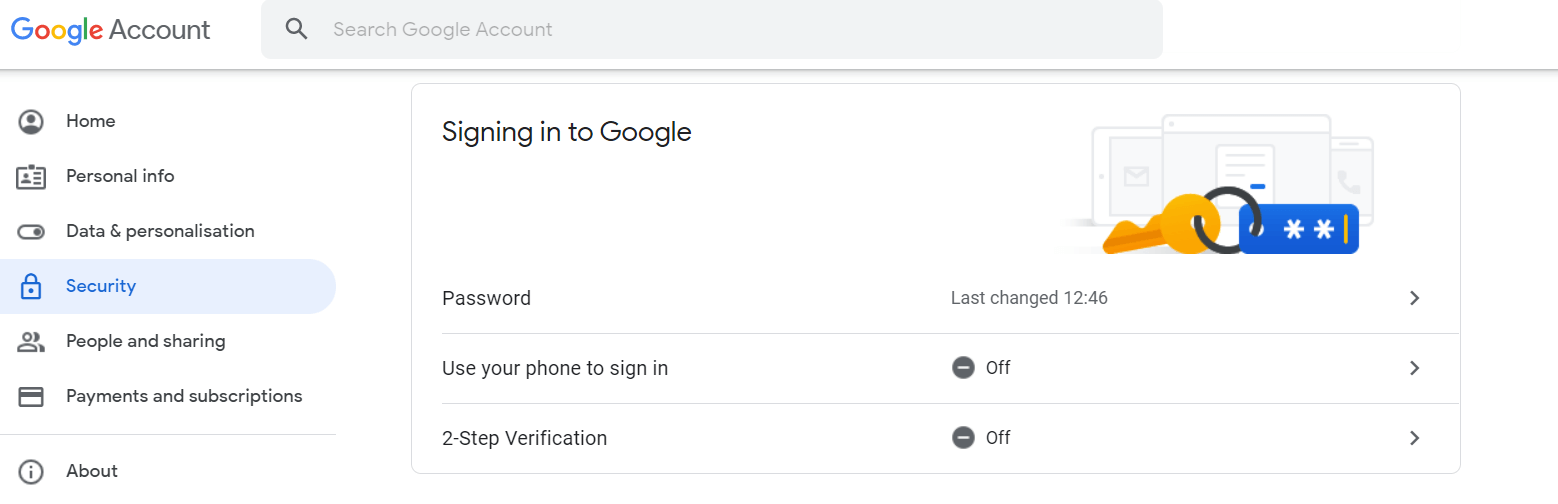 Google Account
Search Google Account
Home
Personal info
Data & personalisation
Security
People and sharing
Payments and subscriptions
About
Signing in to Google
**
Password Last changed 12:46
Use your phone to sign in Off
2-Step Verification Off